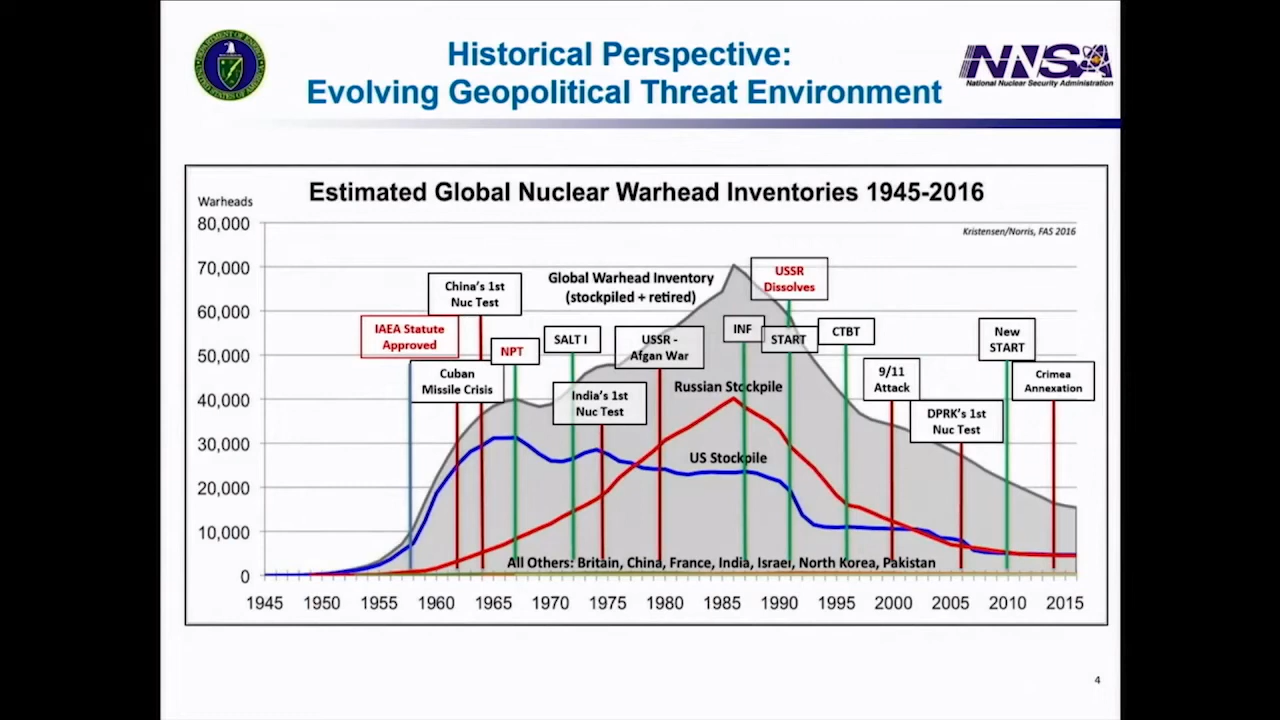 Historical Perspective:
Evolving Geopolitical Threat Environment
NNSA
National Nuclear Security Administration
Estimated Global Nuclear Warhead Inventories 1945-2016
Warheads
Kristensen/Norris, FAS 2016
80,000
70,000
60,000
50,000
40,000
30,000
20,000
10,000
0
Global Warhead Inventory
(stockpiled + retired)
USSR
Dissolves
China's 1st
Nuc Test
IAEA Statute
Approved
NPT
SALT I
USSR -
Afgan War
INF
START
CTBT
New
START
Cuban
Missile Crisis
India's 1st
Nuc Test
Russian Stockpile
9/11
Attack
Crimea
Annexation
DPRK's 1st
Nuc Test
US Stockpile
All Others: Britain, China, France, India, Israel, North Korea, Pakistan
1945 1950 1955 1960 1965 1970 1975 1980 1985 1990 1995 2000 2005 2010 2015
4